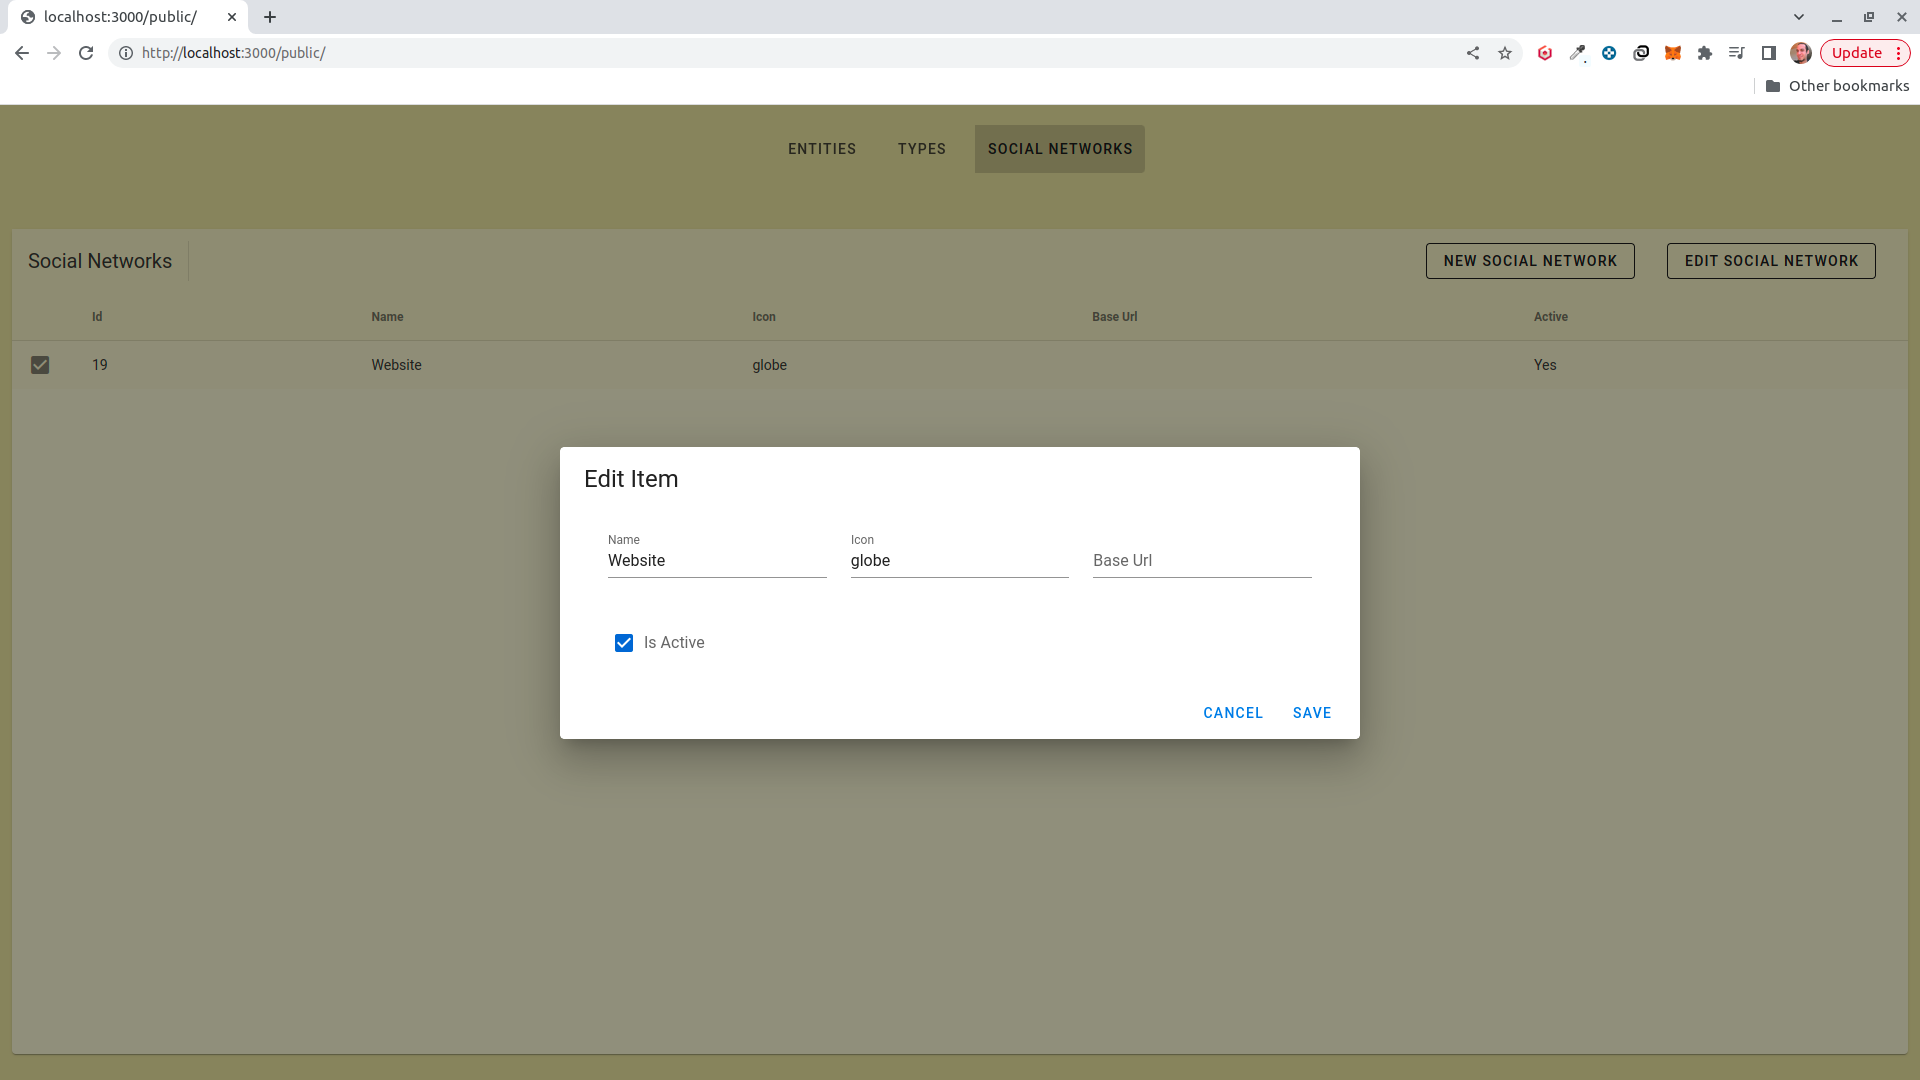 localhost:3000/public/
http://localhost:3000/public/
Update
Other bookmarks
ENTITIES
TYPES
SOCIAL NETWORKS
Social Networks
NEW SOCIAL NETWORK
EDIT SOCIAL NETWORK
Id Name Icon Base Url Active
19 Website globe Yes
Edit Item
Name Icon
Website globe Base Url
Is Active
CANCEL SAVE